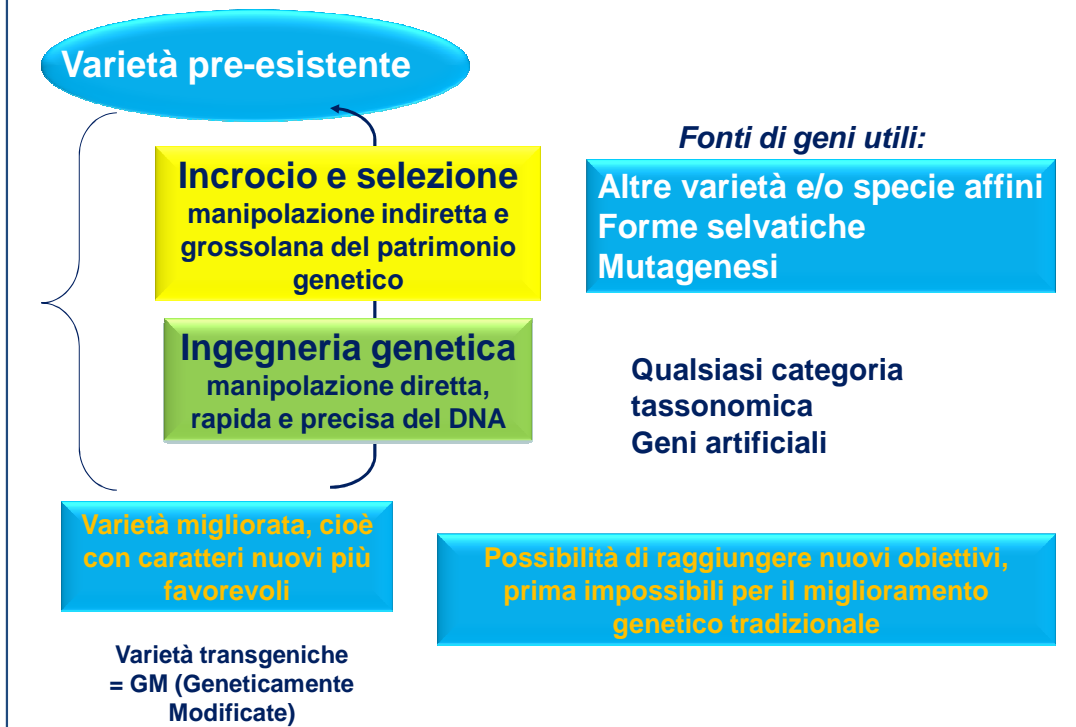 Varietà pre-esistente
Incrocio e selezione
manipolazione indiretta e
grossolana del patrimonio
genetico
Fonti di geni utili:
Altre varietà e/o specie affini
Forme selvatiche
Mutagenesi
Ingegneria genetica
manipolazione diretta,
rapida e precisa del DNA
Qualsiasi categoria
tassonomica
Geni artificiali
Varietà migliorata, cioè
con caratteri nuovi più
favorevoli
Possibilità di raggiungere nuovi obiettivi,
prima impossibili per il miglioramento
genetico tradizionale
Varietà transgeniche
= GM (Geneticamente
Modificate)